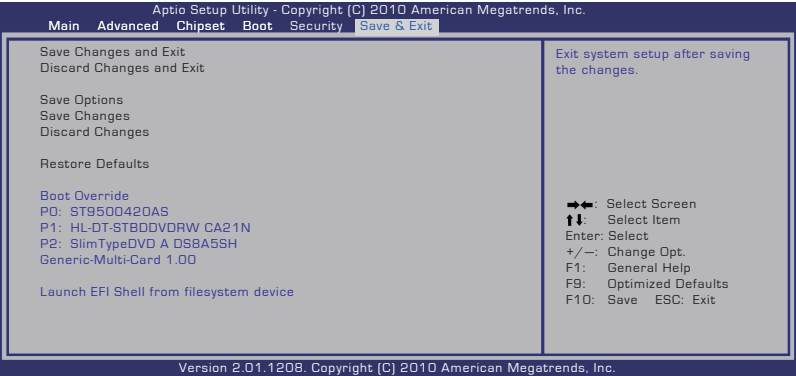 Aptio Setup Utility - Copyright (C) 2010 American Megatrends, Inc.
Main Advanced Chipset Boot Security Save & Exit
Save Changes and Exit
Discard Changes and Exit
Save Options
Save Changes
Discard Changes
Restore Defaults
Boot Override
P0: ST9500420AS
P1: HL-DT-STBDDVDRW CA21N
P2: SlimTypeDVD A DS8A5SH
Generic-Multi-Card 1.00
Launch EFI Shell from filesystem device
Exit system setup after saving
the changes.
→←: Select Screen
↑↓: Select Item
Enter: Select
+/—: Change Opt.
F1: General Help
F9: Optimized Defaults
F10: Save ESC: Exit
Version 2.01.1208. Copyright (C) 2010 American Megatrends, Inc.